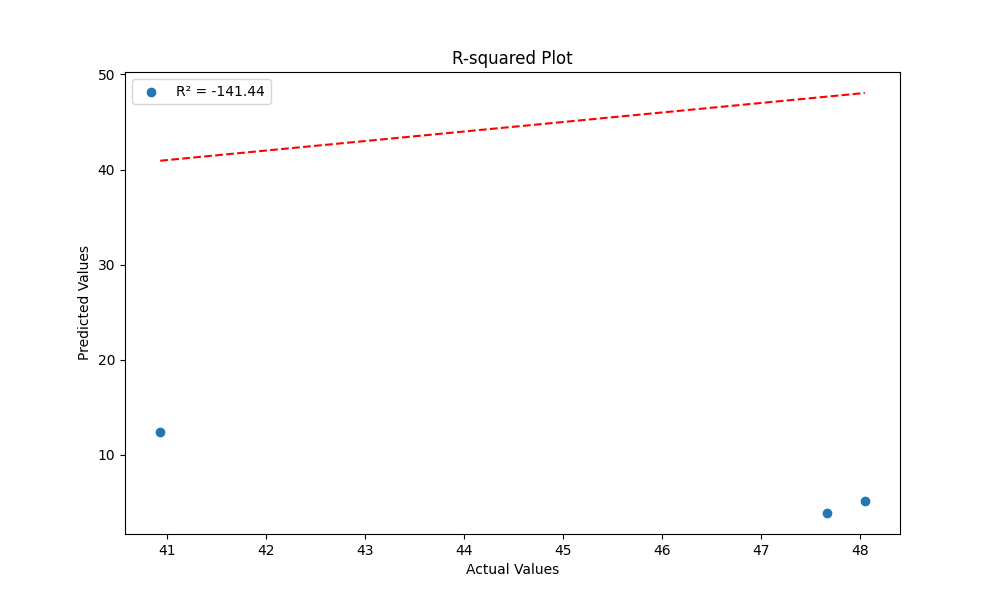 R-squared Plot
R² = -141.44
50
40
30
20
10
Predicted Values
41 42 43 44 45 46 47 48
Actual Values